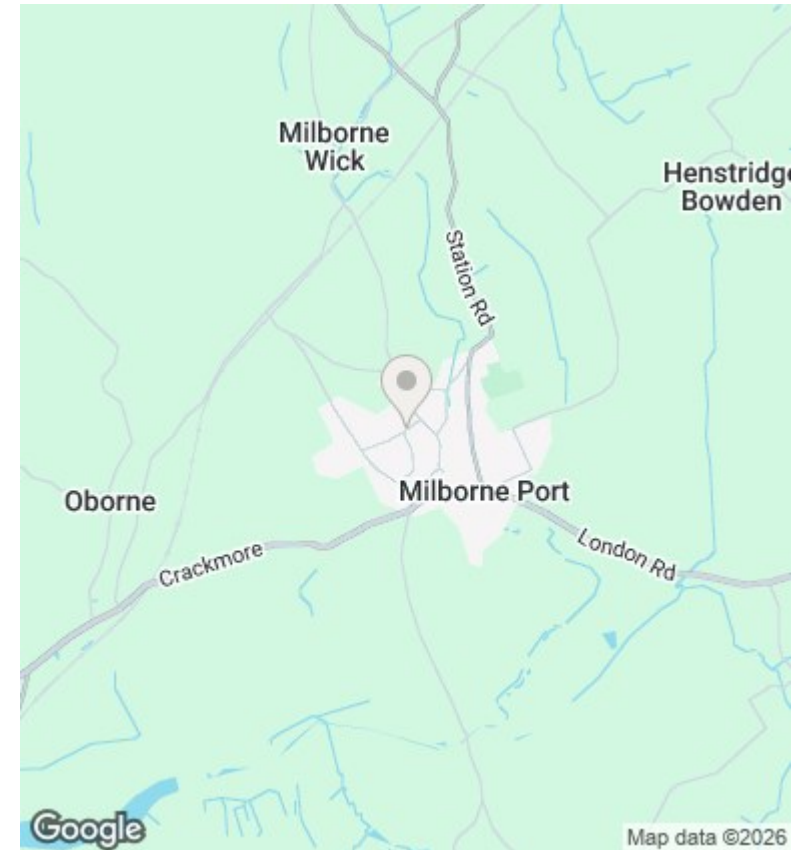 Milborne
Wick
Henstridge
Bowden
Station Rd
Oborne
Milborne Port
Crackmore
London Rd
Google
Map data ©2026